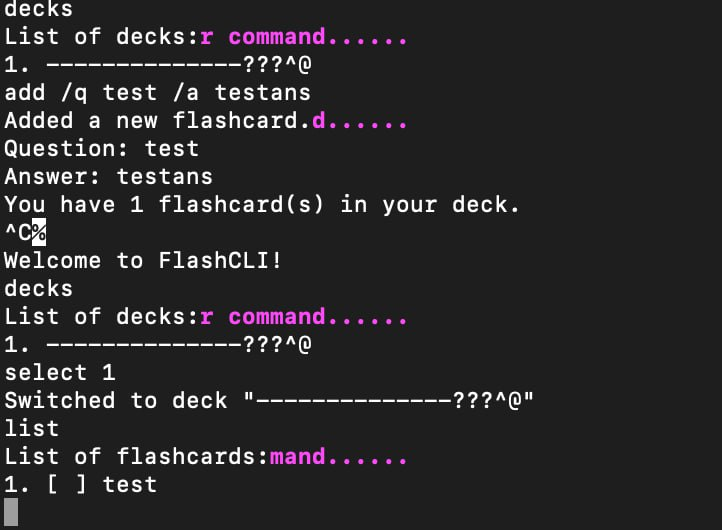 decks
List of decks:r command......
1. --------------???^@
add /q test /a testans
Added a new flashcard.d......
Question: test
Answer: testans
You have 1 flashcard(s) in your deck.
^C%
Welcome to FlashCLI!
decks
List of decks:r command......
1. --------------???^@
select 1
Switched to deck "----------------???^@"
list
List of flashcards:mand......
1. [ ] test